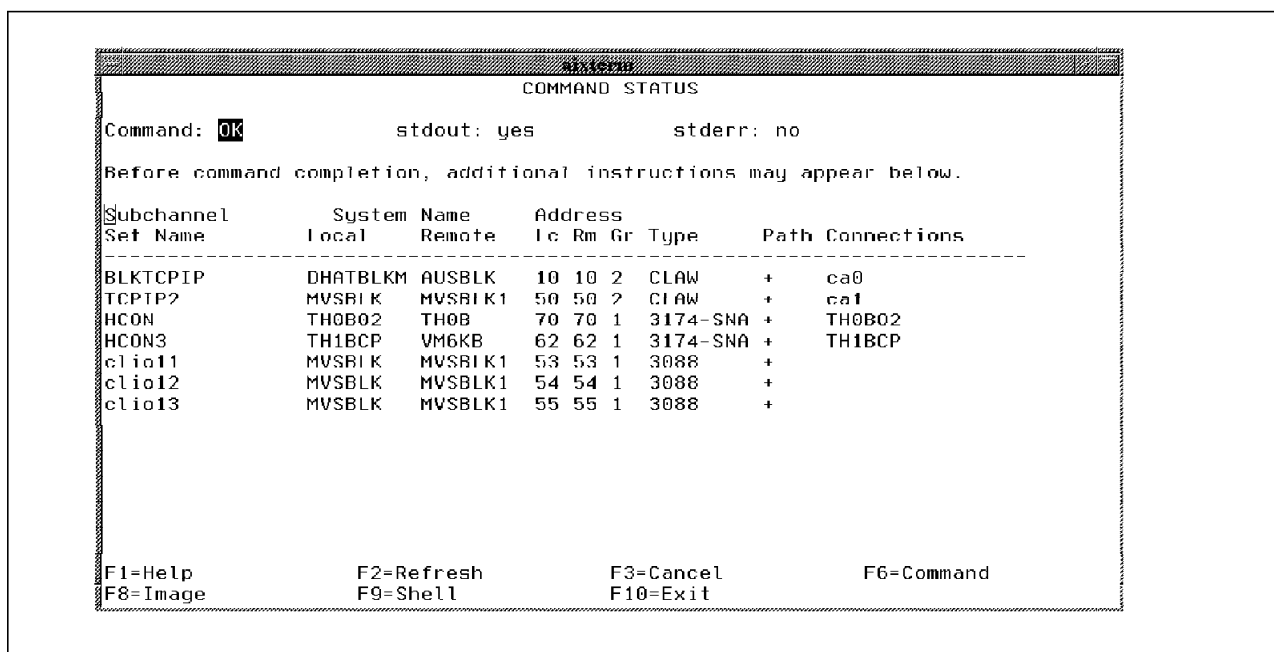 aixterm
COMMAND STATUS
Command: OK stdout: yes stderr: no
Before command completion, additional instructions may appear below.
Subchannel System Name Address
Set Name Local Remote Lc Rm Gr Type Path Connections
--------------------------------------------------------------------------
BLKTCPIP DHATBLKM AUSBLK 10 10 2 CLAW + ca0
TCPIP2 MVSBLK MVSBLK1 50 50 2 CLAW + ca1
HCON TH0B02 TH0B 70 70 1 3174-SNA + TH0B02
HCON3 TH1BCP VM6KB 62 62 1 3174-SNA + TH1BCP
clio11 MVSBLK MVSBLK1 53 53 1 3088 +
clio12 MVSBLK MVSBLK1 54 54 1 3088 +
clio13 MVSBLK MVSBLK1 55 55 1 3088 +
F1=Help F2=Refresh F3=Cancel F6=Command
F8=Image F9=Shell F10=Exit